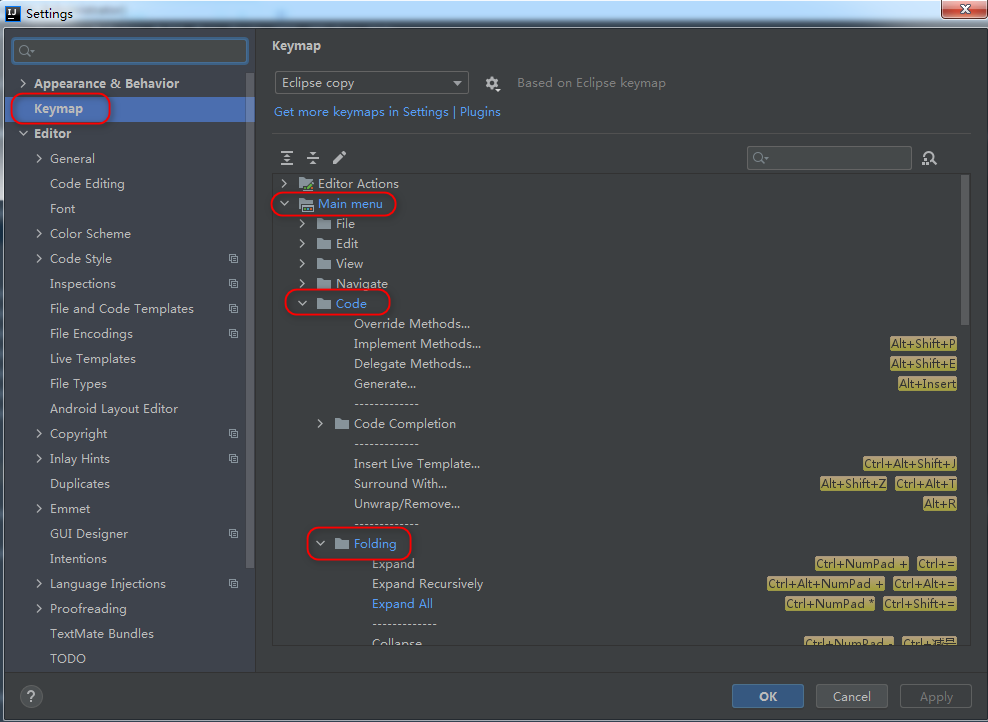 Settings
Appearance & Behavior
Keymap
Editor
General
Code Editing
Font
Color Scheme
Code Style
Inspections
File and Code Templates
File Encodings
Live Templates
File Types
Android Layout Editor
Copyright
Inlay Hints
Duplicates
Emmet
GUI Designer
Intentions
Language Injections
Proofreading
TextMate Bundles
TODO
Keymap
Eclipse copy Based on Eclipse keymap
Get more keymaps in Settings | Plugins
Editor Actions
Main menu
File
Edit
View
Navigate
Code
Override Methods...
Implement Methods... Alt+Shift+P
Delegate Methods... Alt+Shift+E
Generate... Alt+Insert
-------------
Code Completion
-------------
Insert Live Template... Ctrl+Alt+Shift+J
Surround With... Alt+Shift+Z Ctrl+Alt+T
Unwrap/Remove... Alt+R
-------------
Folding
Expand Ctrl+NumPad + Ctrl+=
Expand Recursively Ctrl+Alt+NumPad + Ctrl+Alt+=
Expand All Ctrl+NumPad * Ctrl+Shift+=
-------------
Collapse Ctrl+NumPad - Ctrl+减号
? OK Cancel Apply